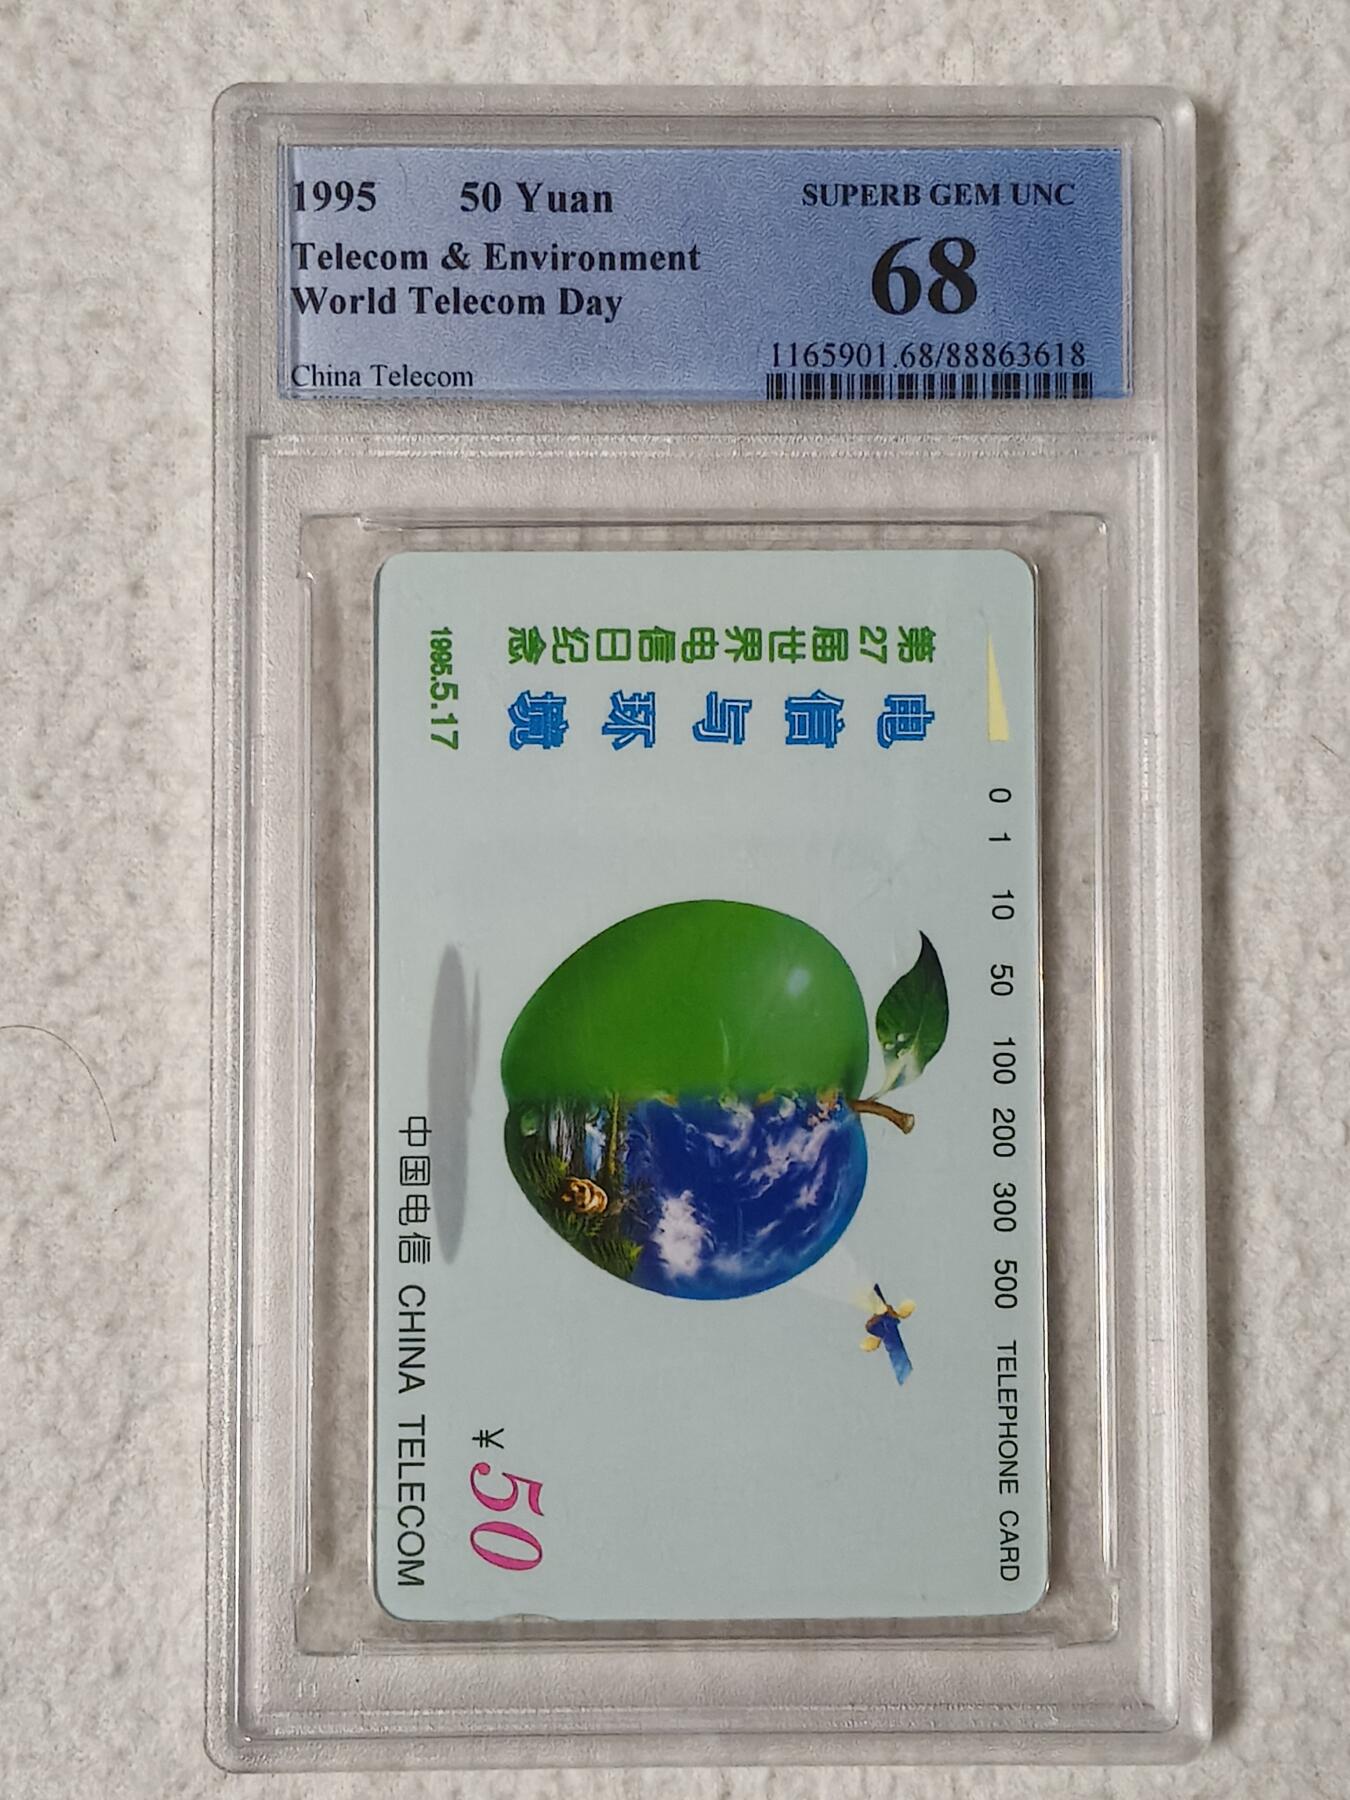 1995 50 Yuan
Telecom & Environment
World Telecom Day
China Telecom
SUPERB GEM UNC
68
1165901.68/88863618
0 1 10 50 100 200 300 500 TELEPHONE CARD
第27届世界电信日纪念
电信与环境
1995.5.17
¥50
中国电信 CHINA TELECOM